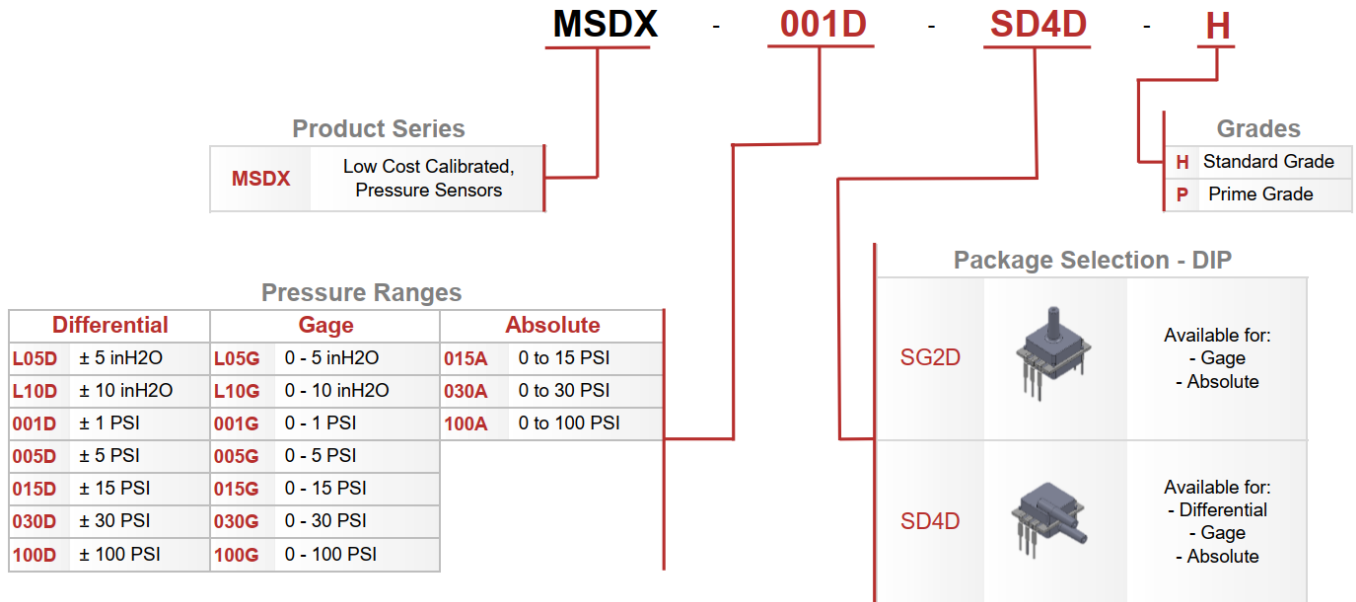 MSDX - 001D - SD4D - H
Product Series
MSDX
Low Cost Calibrated,
Pressure Sensors
Grades
H Standard Grade
P Prime Grade
Pressure Ranges
Differential Gage Absolute
L05D ± 5 inH2O L05G 0 - 5 inH2O 015A 0 to 15 PSI
L10D ± 10 inH2O L10G 0 - 10 inH2O 030A 0 to 30 PSI
001D ± 1 PSI 001G 0 - 1 PSI 100A 0 to 100 PSI
005D ± 5 PSI 005G 0 - 5 PSI
015D ± 15 PSI 015G 0 - 15 PSI
030D ± 30 PSI 030G 0 - 30 PSI
100D ± 100 PSI 100G 0 - 100 PSI
Package Selection - DIP
SG2D
Available for:
- Gage
- Absolute
SD4D
Available for:
- Differential
- Gage
- Absolute